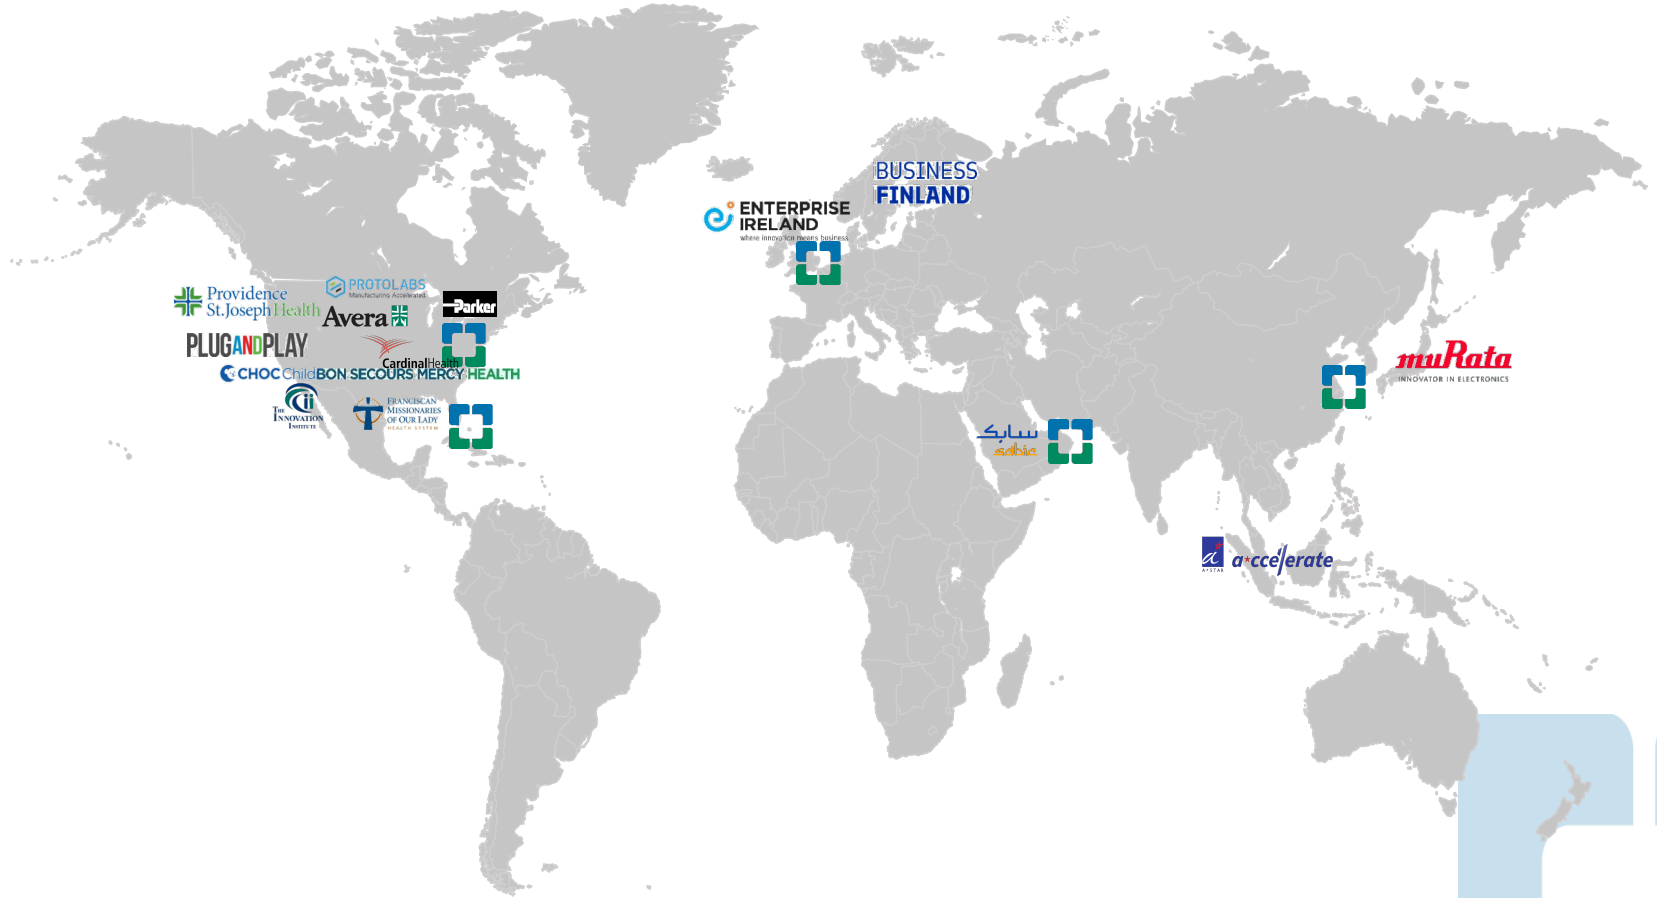 BUSINESS
FINLAND
ENTERPRISE
IRELAND
where innovation means business
Providence
St.Joseph Health
PROTOLABS
Manufacturing Accelerated.
Parker
Avera
PLUGANDPLAY
CardinalHealth
CHOC Child
BON SECOURS MERCY HEALTH
THE
INNOVATION
INSTITUTE
FRANCISCAN
MISSIONARIES
OF OUR LADY
HEALTH SYSTEM
muRata
INNOVATOR IN ELECTRONICS
سابك
sabic
A*STAR
a*ccelerate